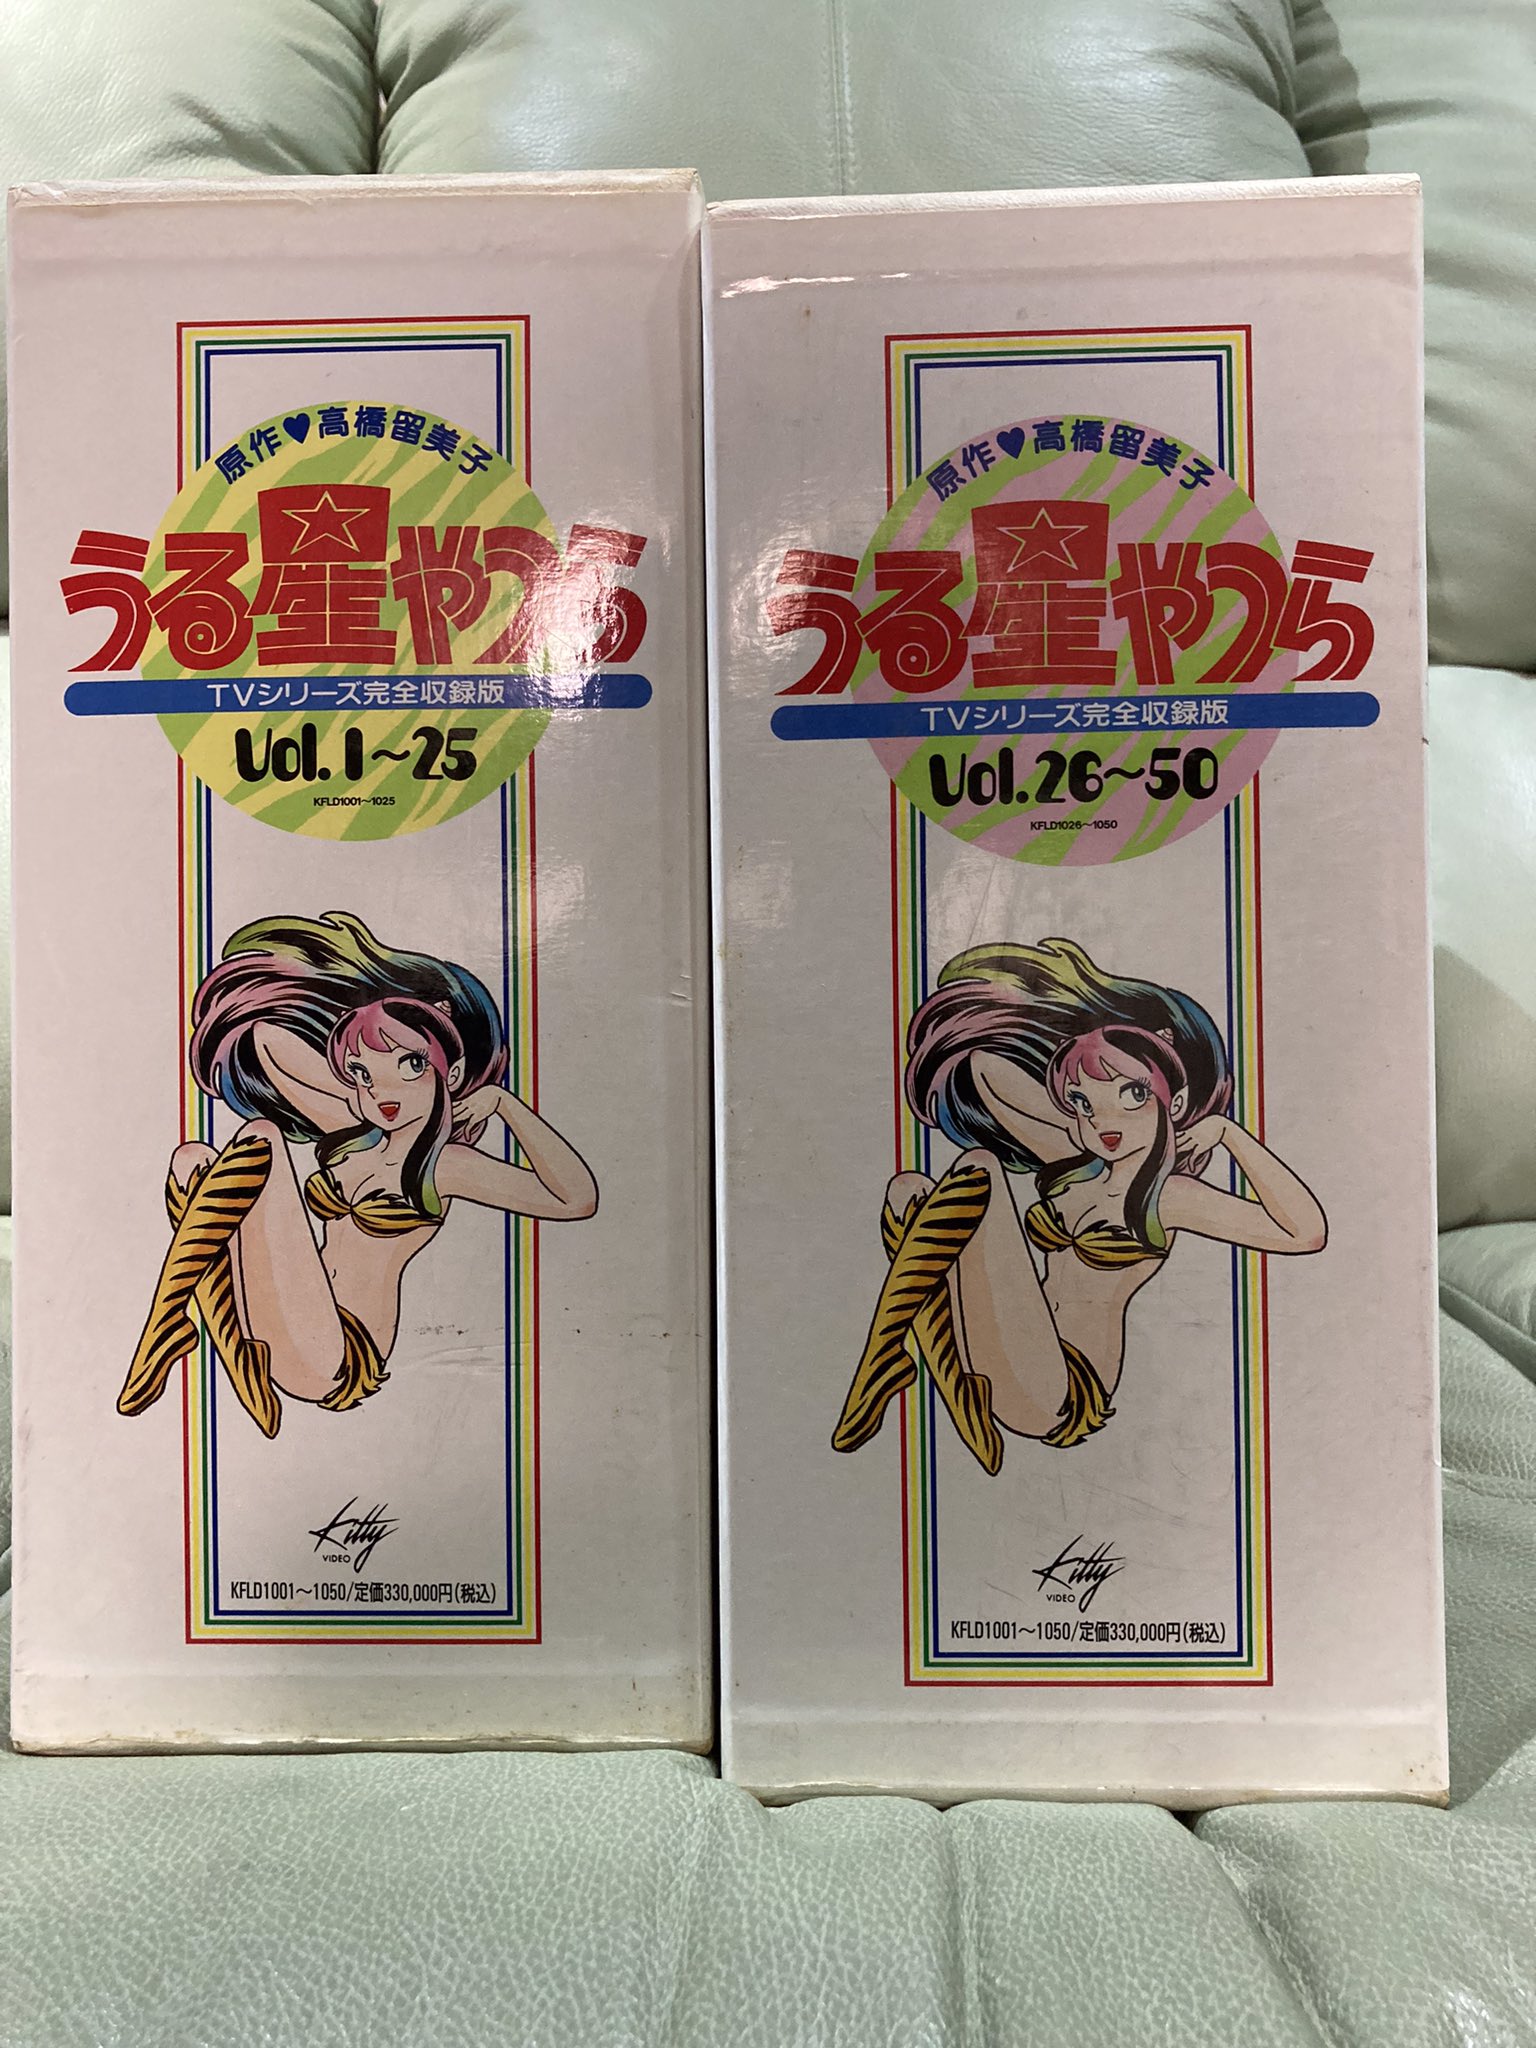 原作♥高橋留美子
うる星やつら
TVシリーズ完全収録版
Vol.1～25
KFLD1001～1025
Kitty
VIDEO
KFLD1001～1050/定価330,000円(税込)
原作♥高橋留美子
うる星やつら
TVシリーズ完全収録版
Vol.26～50
KFLD1026～1050
Kitty
VIDEO
KFLD1001～1050/定価330,000円(税込)